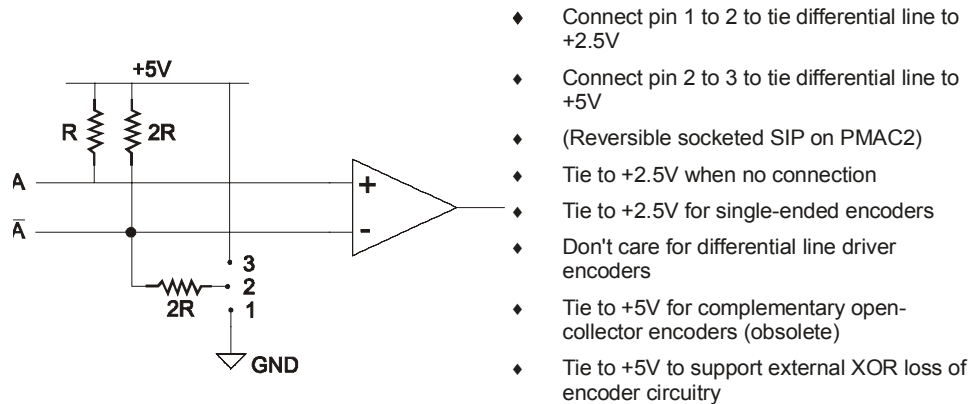 +5V
R
2R
A
A̅
+
-
3
2
1
2R
GND
♦ Connect pin 1 to 2 to tie differential line to
+2.5V
♦ Connect pin 2 to 3 to tie differential line to
+5V
♦ (Reversible socketed SIP on PMAC2)
♦ Tie to +2.5V when no connection
♦ Tie to +2.5V for single-ended encoders
♦ Don't care for differential line driver
encoders
♦ Tie to +5V for complementary open-
collector encoders (obsolete)
♦ Tie to +5V to support external XOR loss of
encoder circuitry